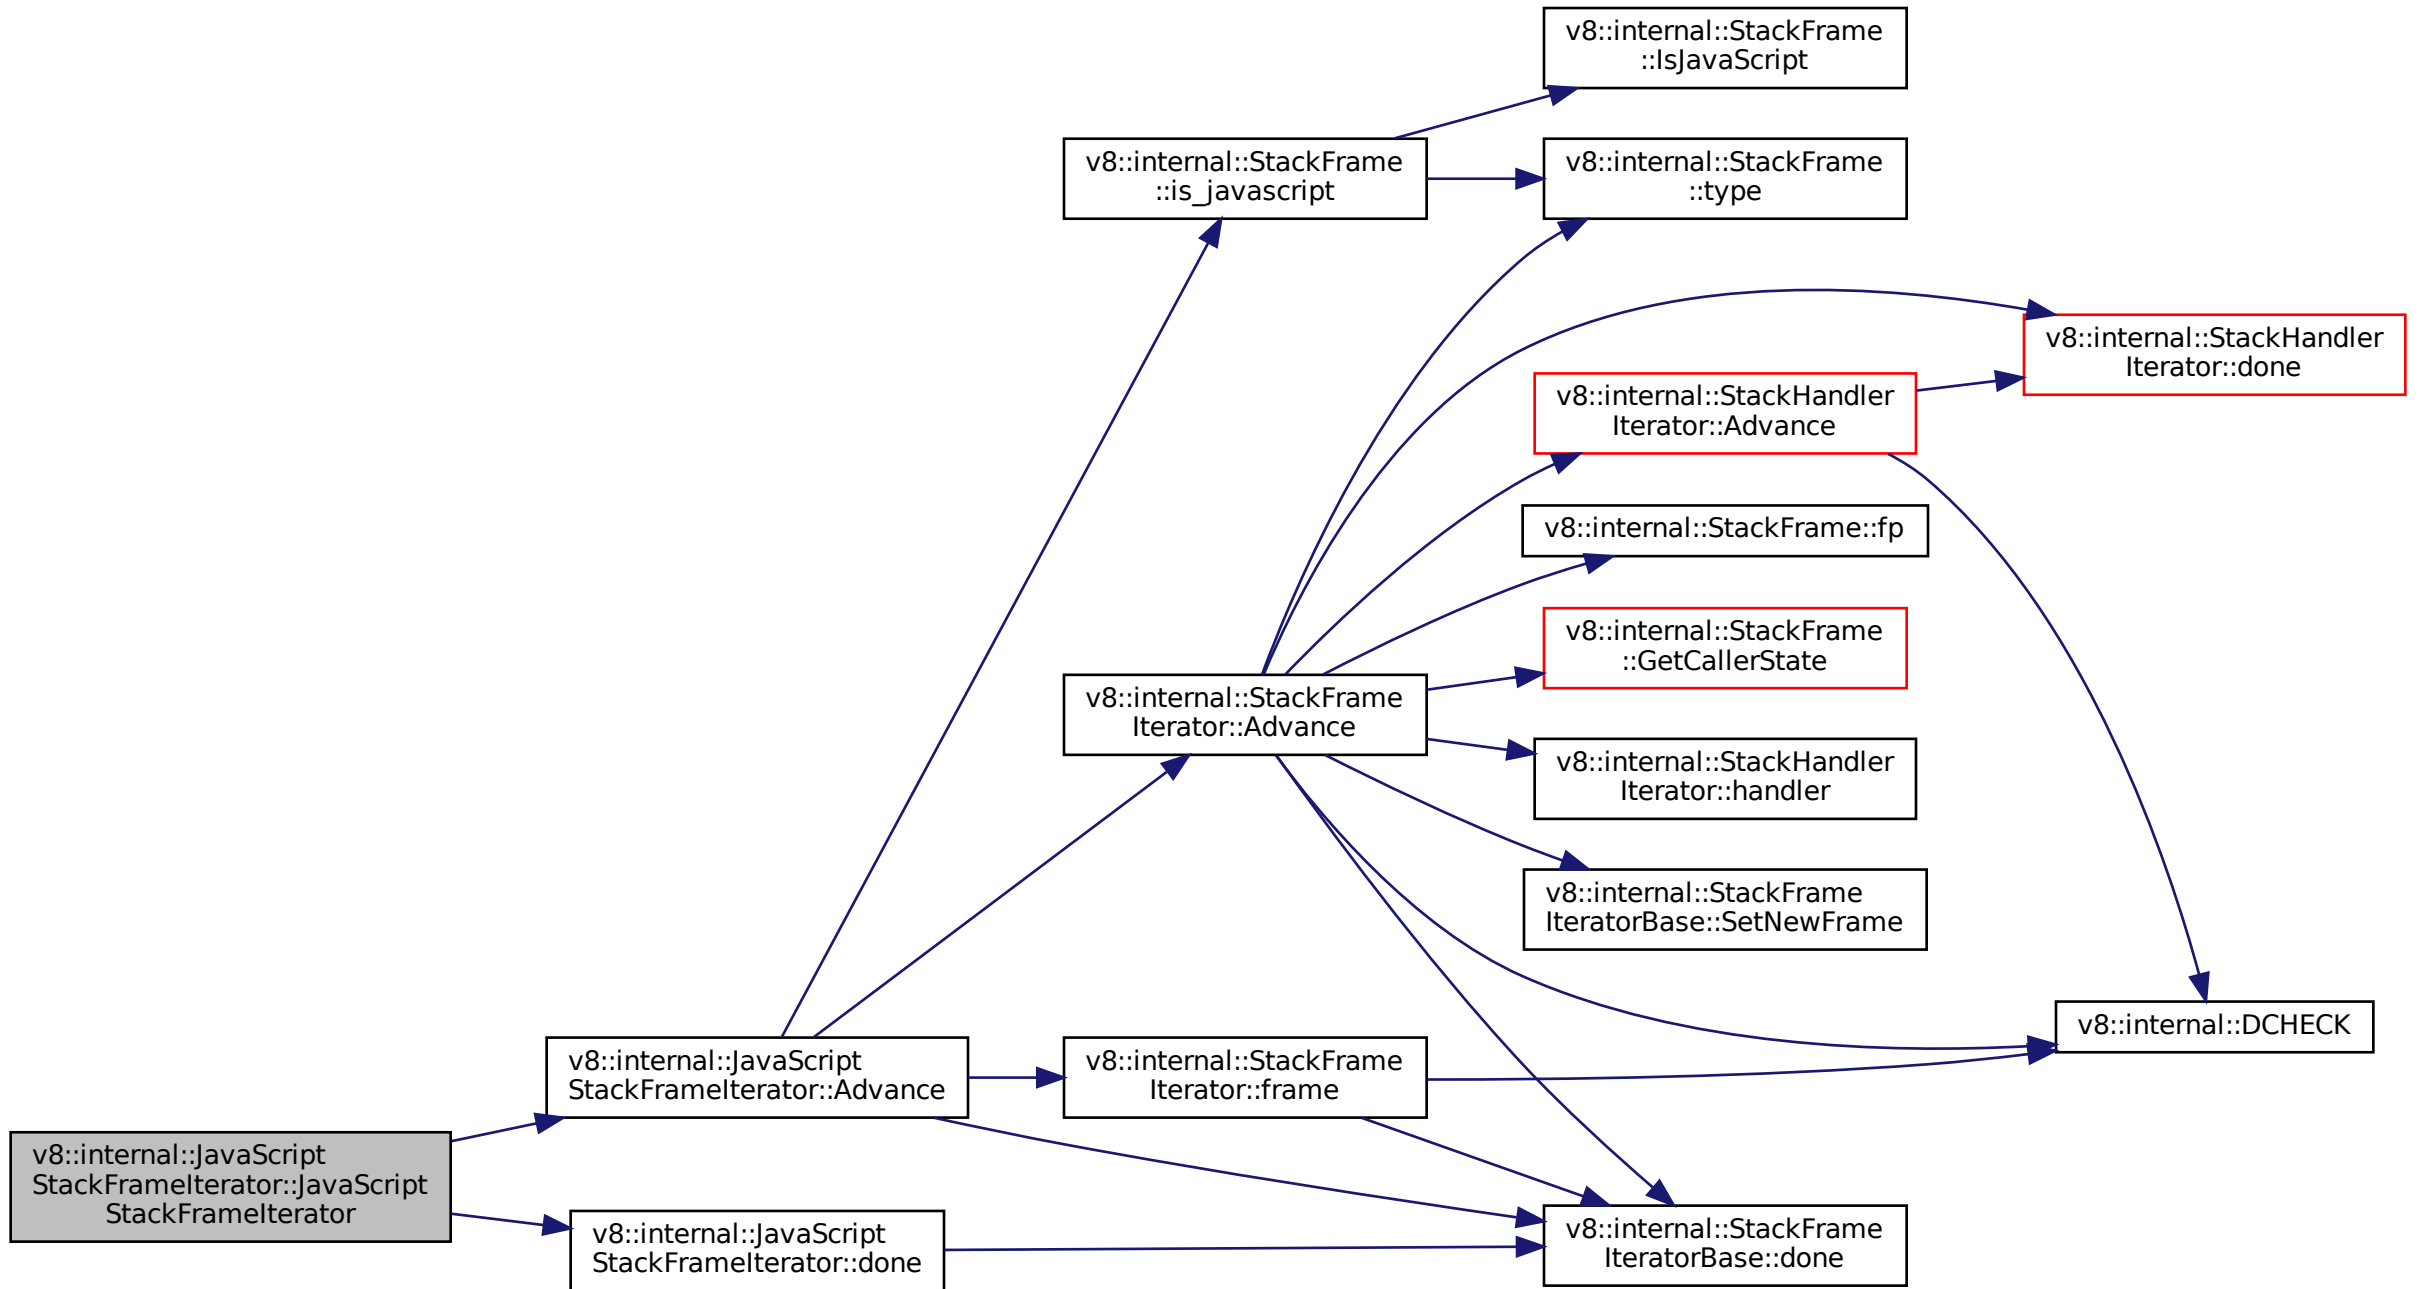 v8::internal::StackFrame
::IsJavaScript
v8::internal::StackFrame
::is_javascript
v8::internal::StackFrame
::type
v8::internal::StackHandler
Iterator::done
v8::internal::StackHandler
Iterator::Advance
v8::internal::StackFrame::fp
v8::internal::StackFrame
::GetCallerState
v8::internal::StackFrame
Iterator::Advance
v8::internal::StackHandler
Iterator::handler
v8::internal::StackFrame
IteratorBase::SetNewFrame
v8::internal::DCHECK
v8::internal::JavaScript
StackFrameIterator::Advance
v8::internal::StackFrame
Iterator::frame
v8::internal::JavaScript
StackFrameIterator::JavaScript
StackFrameIterator
v8::internal::JavaScript
StackFrameIterator::done
v8::internal::StackFrame
IteratorBase::done